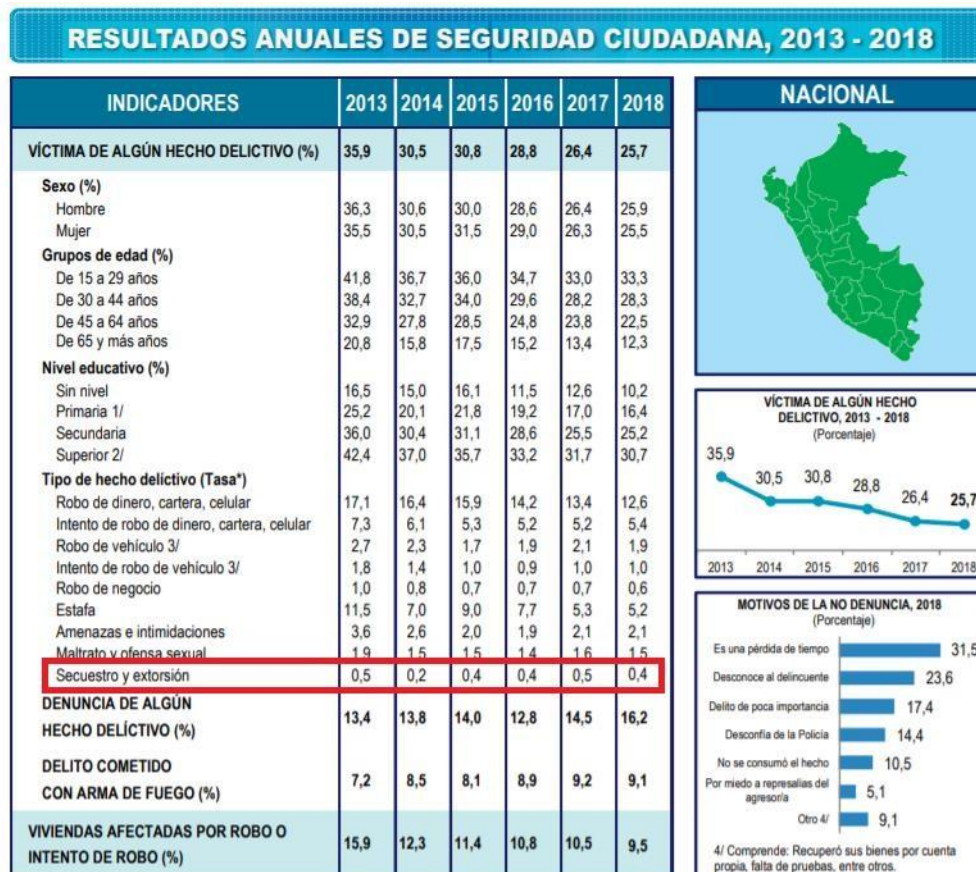 RESULTADOS ANUALES DE SEGURIDAD CIUDADANA, 2013 - 2018
INDICADORES 2013 2014 2015 2016 2017 2018
VÍCTIMA DE ALGÚN HECHO DELICTIVO (%) 35,9 30,5 30,8 28,8 26,4 25,7
Sexo (%)
Hombre 36,3 30,6 30,0 28,6 26,4 25,9
Mujer 35,5 30,5 31,5 29,0 26,3 25,5
Grupos de edad (%)
De 15 a 29 años 41,8 36,7 36,0 34,7 33,0 33,3
De 30 a 44 años 38,4 32,7 34,0 29,6 28,2 28,3
De 45 a 64 años 32,9 27,8 28,5 24,8 23,8 22,5
De 65 y más años 20,8 15,8 17,5 15,2 13,4 12,3
Nivel educativo (%)
Sin nivel 16,5 15,0 16,1 11,5 12,6 10,2
Primaria 1/ 25,2 20,1 21,8 19,2 17,0 16,4
Secundaria 36,0 30,4 31,1 28,6 25,5 25,2
Superior 2/ 42,4 37,0 35,7 33,2 31,7 30,7
Tipo de hecho delíctivo (Tasa*)
Robo de dinero, cartera, celular 17,1 16,4 15,9 14,2 13,4 12,6
Intento de robo de dinero, cartera, celular 7,3 6,1 5,3 5,2 5,2 5,4
Robo de vehículo 3/ 2,7 2,3 1,7 1,9 2,1 1,9
Intento de robo de vehículo 3/ 1,8 1,4 1,0 0,9 1,0 1,0
Robo de negocio 1,0 0,8 0,7 0,7 0,7 0,6
Estafa 11,5 7,0 9,0 7,7 5,3 5,2
Amenazas e intimidaciones 3,6 2,6 2,0 1,9 2,1 2,1
Maltrato y ofensa sexual 1,9 1,5 1,5 1,4 1,6 1,5
Secuestro y extorsión 0,5 0,2 0,4 0,4 0,5 0,4
DENUNCIA DE ALGÚN
HECHO DELÍCTIVO (%) 13,4 13,8 14,0 12,8 14,5 16,2
DELITO COMETIDO
CON ARMA DE FUEGO (%) 7,2 8,5 8,1 8,9 9,2 9,1
VIVIENDAS AFECTADAS POR ROBO O
INTENTO DE ROBO (%) 15,9 12,3 11,4 10,8 10,5 9,5
NACIONAL
VÍCTIMA DE ALGÚN HECHO
DELICTIVO, 2013 - 2018
(Porcentaje)
35,9 30,5 30,8 28,8 26,4 25,7
2013 2014 2015 2016 2017 2018
MOTIVOS DE LA NO DENUNCIA, 2018
(Porcentaje)
Es una pérdida de tiempo 31,5
Desconoce al delincuente 23,6
Delito de poca importancia 17,4
Desconfía de la Policía 14,4
No se consumó el hecho 10,5
Por miedo a represalias del
agresor/a 5,1
Otro 4/ 9,1
4/ Comprende: Recuperó sus bienes por cuenta
propia, falta de pruebas, entre otros.